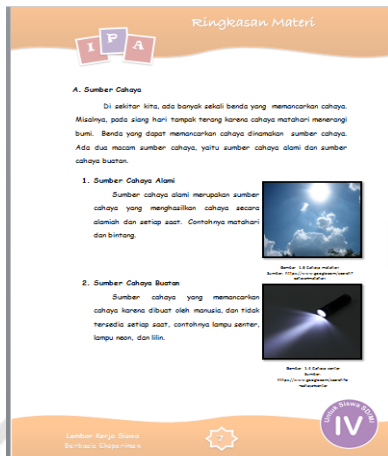 Ringkasan Materi
I P A
A. Sumber Cahaya
Di sekitar kita, ada banyak sekali benda yang memancarkan cahaya.
Misalnya, pada siang hari tampak terang karena cahaya matahari menerangi
bumi. Benda yang dapat memancarkan cahaya dinamakan sumber cahaya.
Ada dua macam sumber cahaya, yaitu sumber cahaya alami dan sumber
cahaya buatan.
1. Sumber Cahaya Alami
Sumber cahaya alami merupakan sumber
cahaya yang menghasilkan cahaya secara
alamiah dan setiap saat. Contohnya matahari
dan bintang.
Gambar 1.3 Cahaya matahari
2. Sumber Cahaya Buatan
Sumber cahaya yang memancarkan
cahaya karena dibuat oleh manusia, dan tidak
tersedia setiap saat, contohnya lampu senter,
lampu neon, dan lilin.
Gambar 1.4 Cahaya senter
Sumber:
Lembar Kerja Siswa
Berbasis Eksperimen
7
Untuk Siswa SD/MI
IV